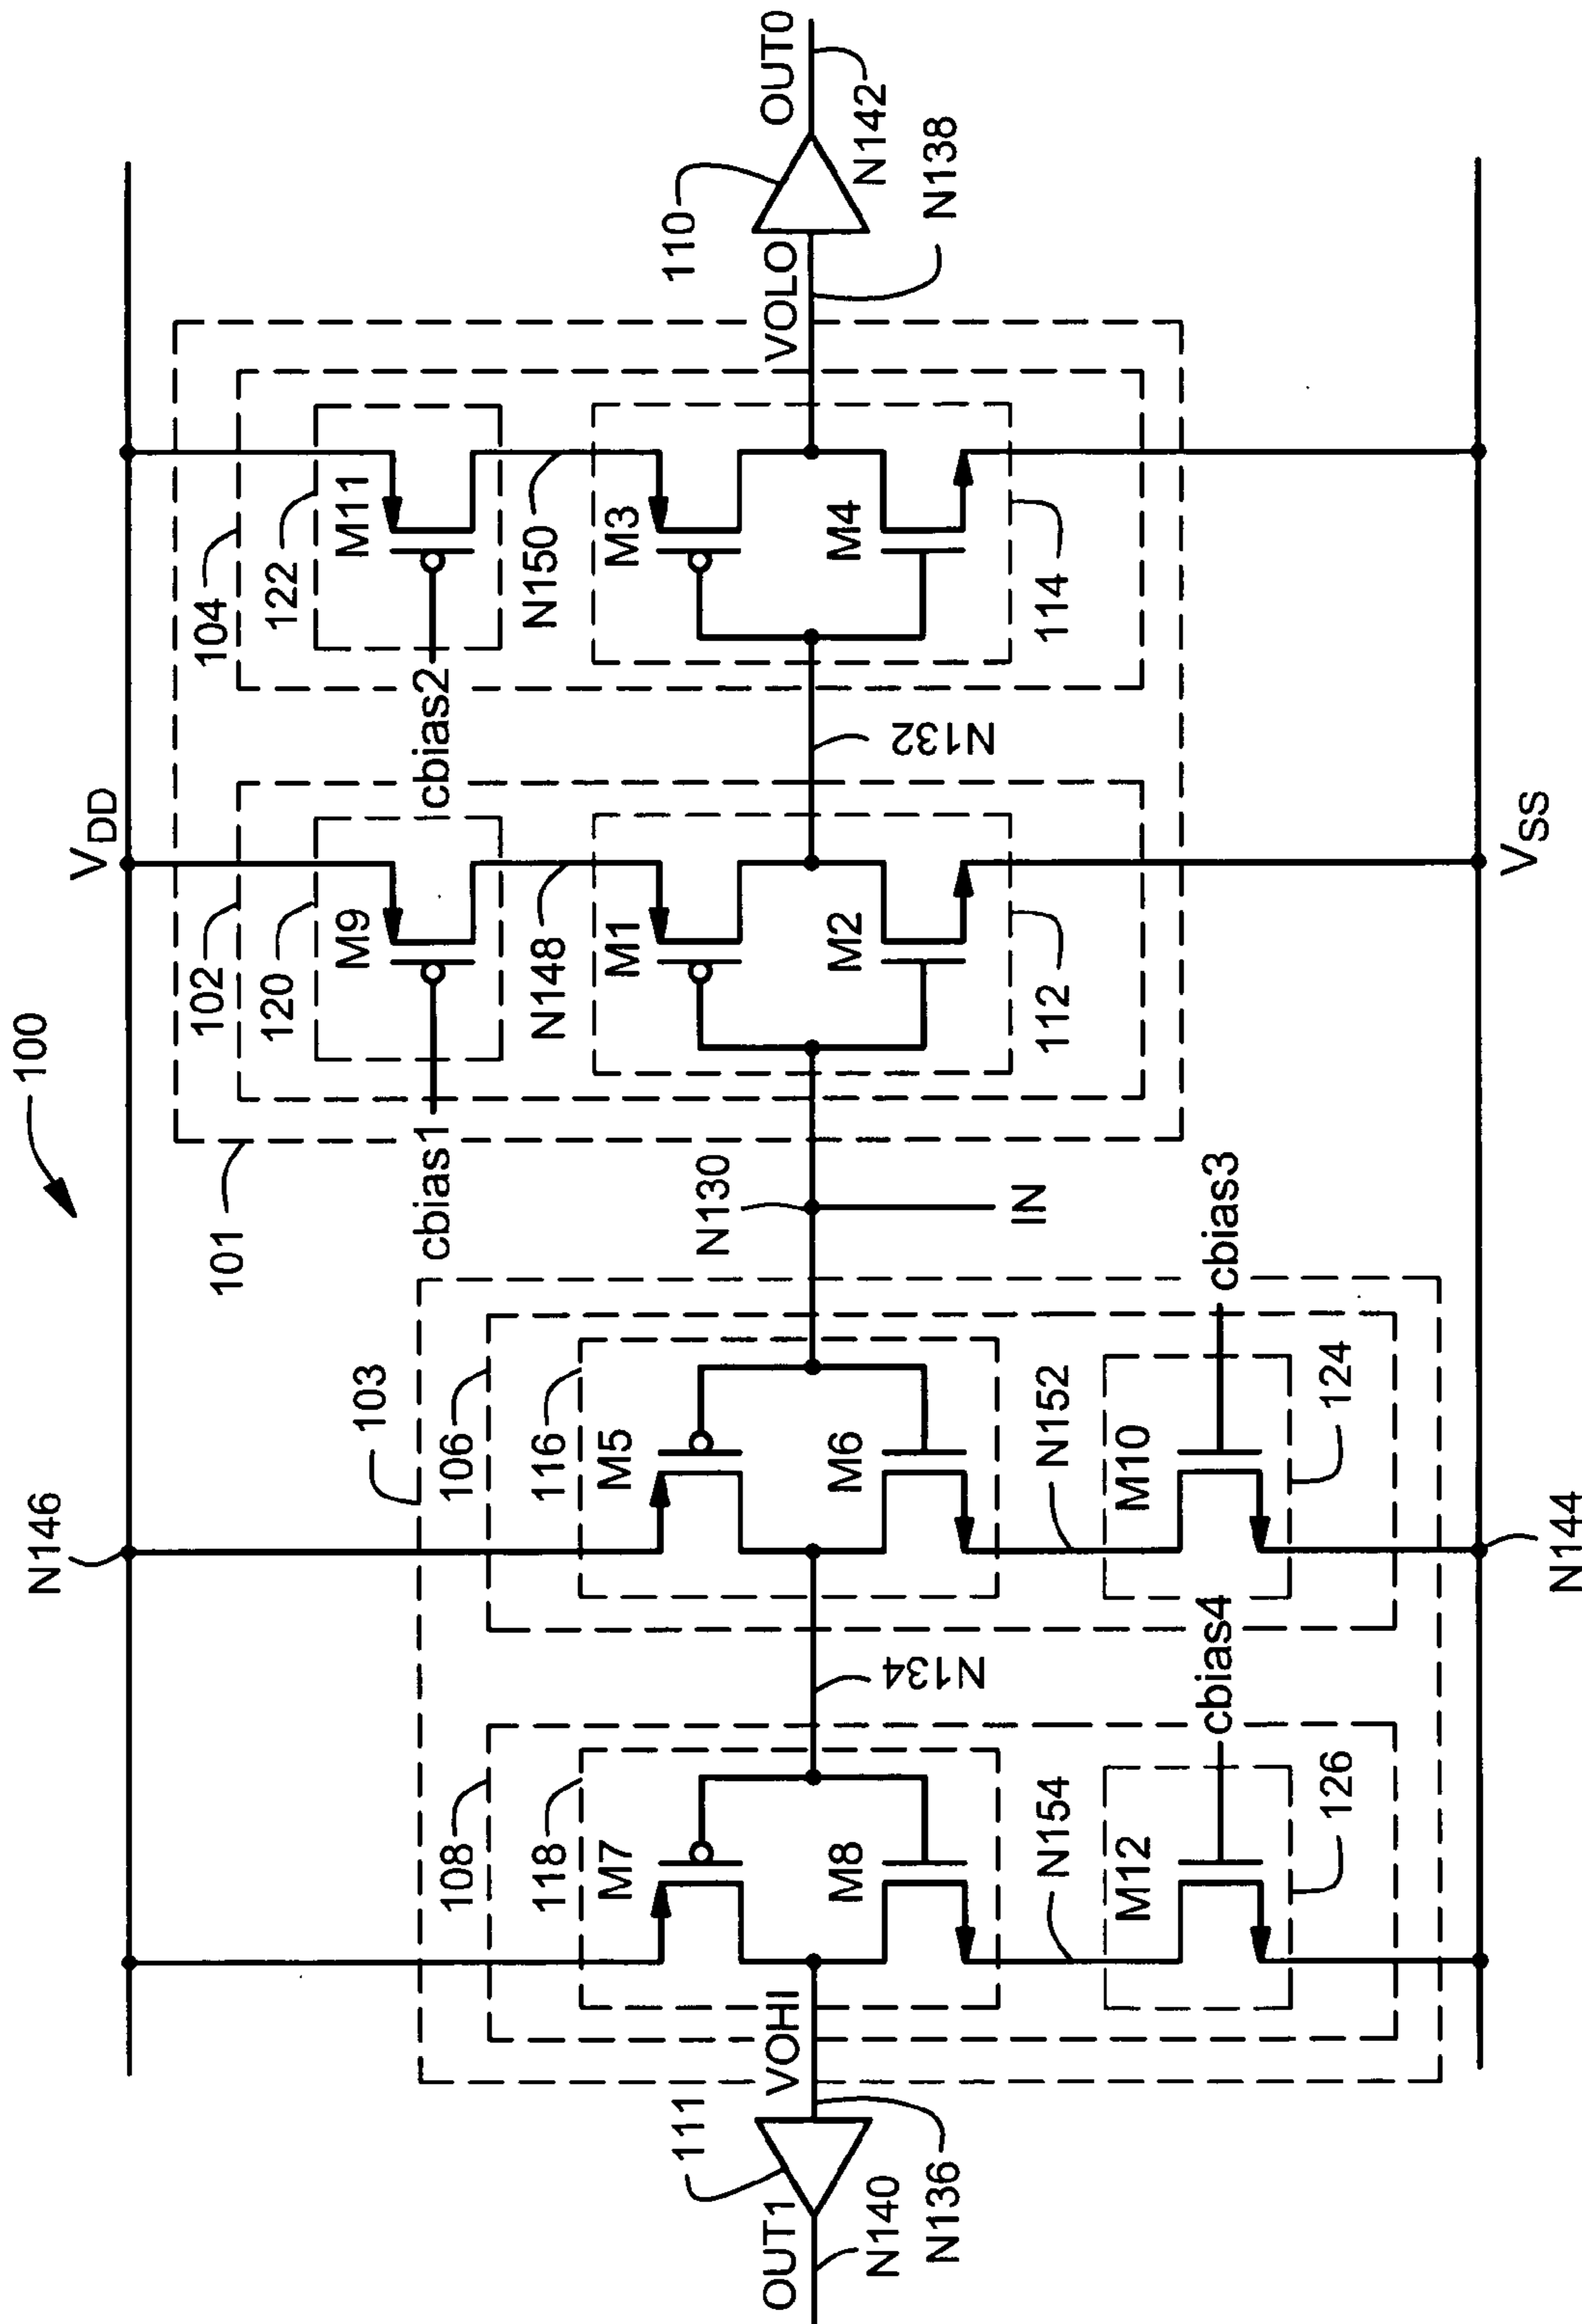 100
N146
VDD
103
101
106
116
M5
M6
N152
M10
124
cbias3
108
118
M7
M8
N154
M12
126
cbias4
N134
VOHI
111
OUT1
N140
N136
N144
N130
IN
102
120
M9
cbias1
N148
M1
M2
112
N132
104
122
M11
cbias2
N150
M3
M4
114
VOLO
110
OUT0
N142
N138
VSS